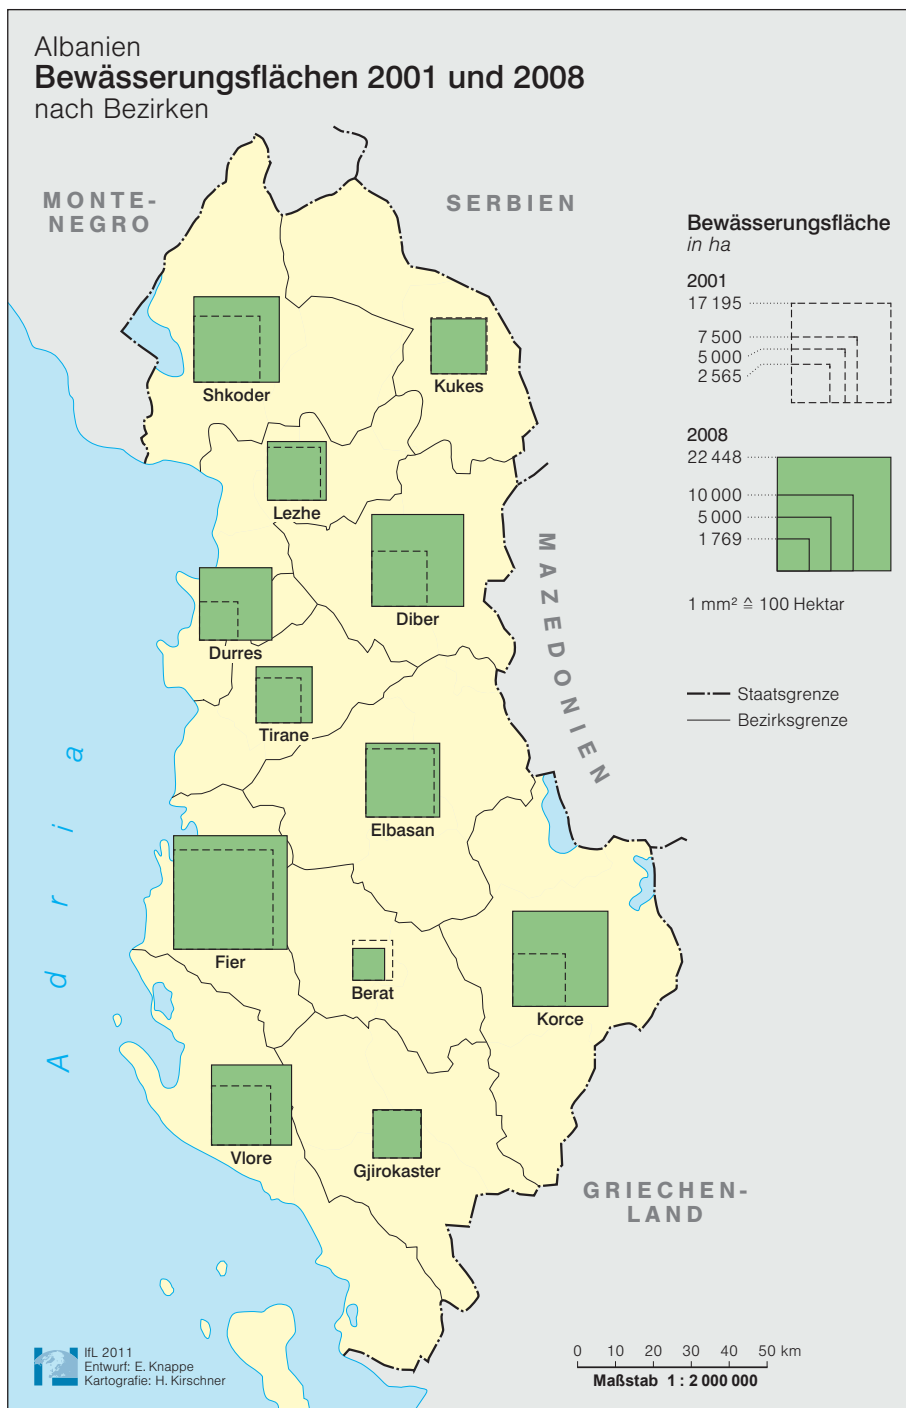 Albanien
Bewässerungsflächen 2001 und 2008
nach Bezirken
MONTE-
NEGRO
SERBIEN
Bewässerungsfläche
in ha
2001
17 195
7 500
5 000
2 565
2008
22 448
10 000
5 000
1 769
1 mm² ≙ 100 Hektar
Staatsgrenze
Bezirksgrenze
Shkoder
Kukes
Lezhe
Diber
Durres
Tirane
Elbasan
Fier
Berat
Korce
Vlore
Gjirokaster
MAZEDONIEN
Adria
GRIECHEN-
LAND
IfL 2011
Entwurf: E. Knappe
Kartografie: H. Kirschner
0 10 20 30 40 50 km
Maßstab 1 : 2 000 000